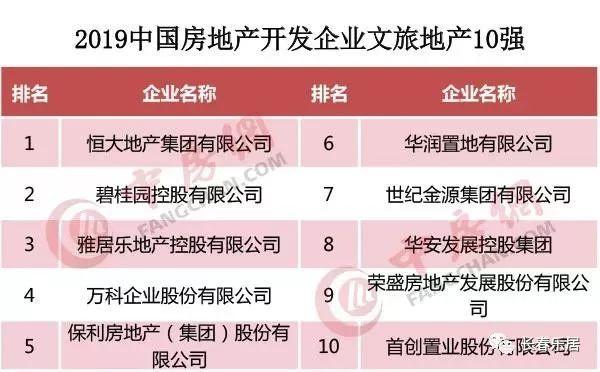 2019中国房地产开发企业文旅地产10强
排名 企业名称 排名 企业名称
1 恒大地产集团有限公司 6 华润置地有限公司
2 碧桂园控股有限公司 7 世纪金源集团有限公司
3 雅居乐地产控股有限公司 8 华安发展控股集团
4 万科企业股份有限公司 9 荣盛房地产发展股份有限公司
5 保利房地产（集团）股份有限公司 10 首创置业股份有限公司
中房网
FANGCHAN.COM
中房网
FANGCHAN.COM
长春乐居